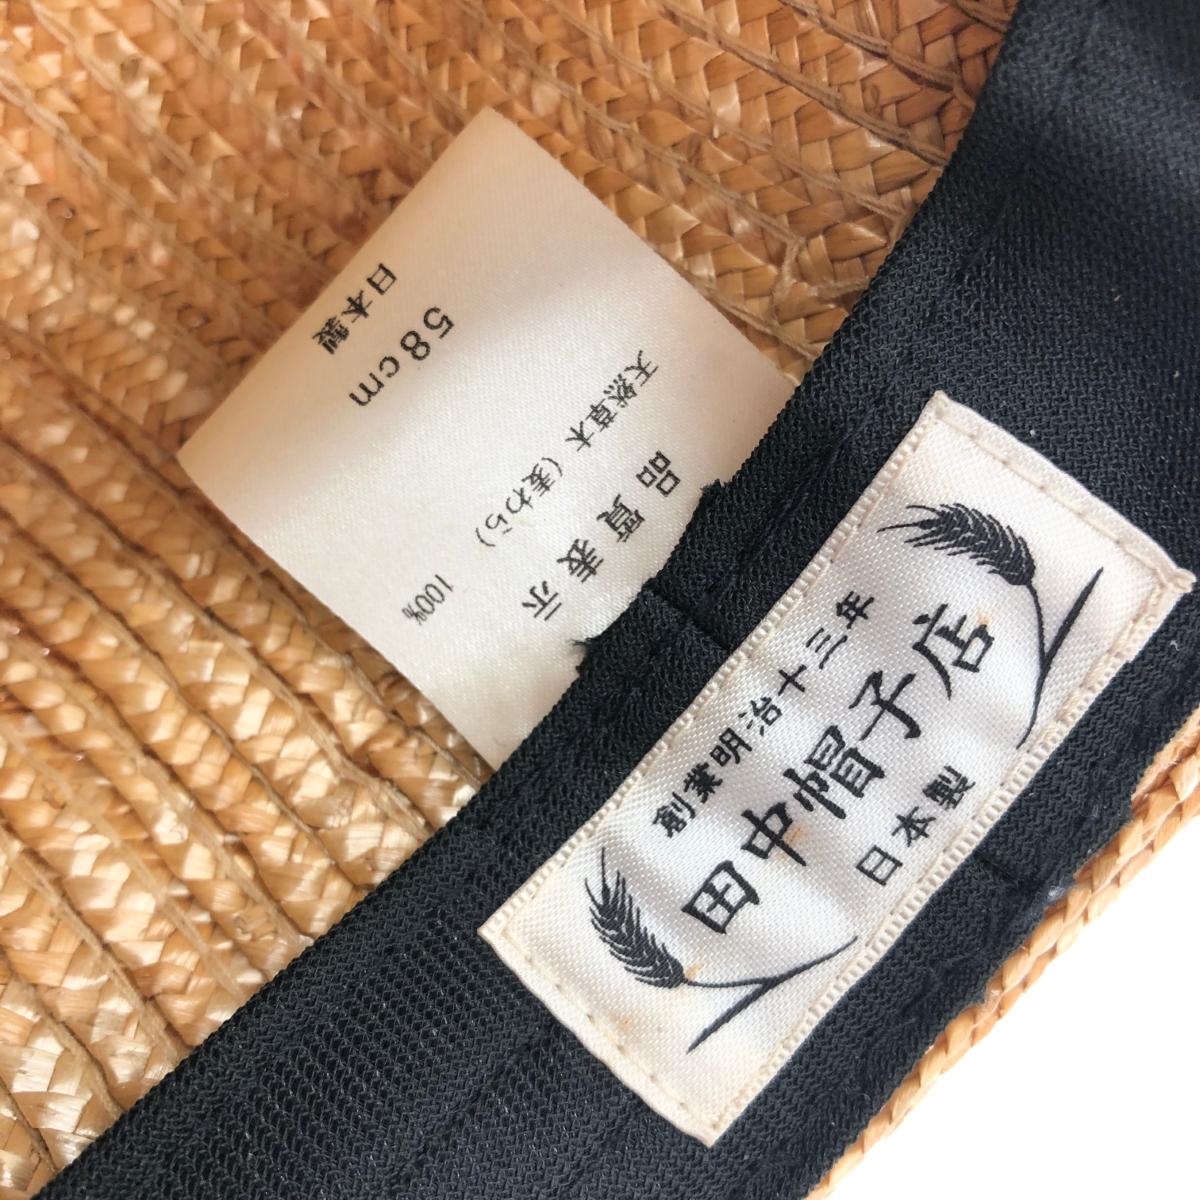 品質表示
天然草木(麦わら) 100%
58cm
日本製
創業明治十三年
田中帽子店
日本製